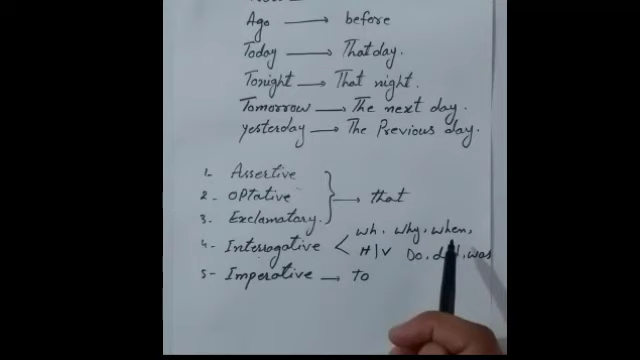 Ago → before
Today → That day.
Tonight → That night.
Tomorrow → The next day.
yesterday → The Previous day.
1. Assertive
2. OPtative } → that
3. Exclamatory.
4- Interrogative < wh. why, when,
H|V Do, did, was
5- Imperative → To